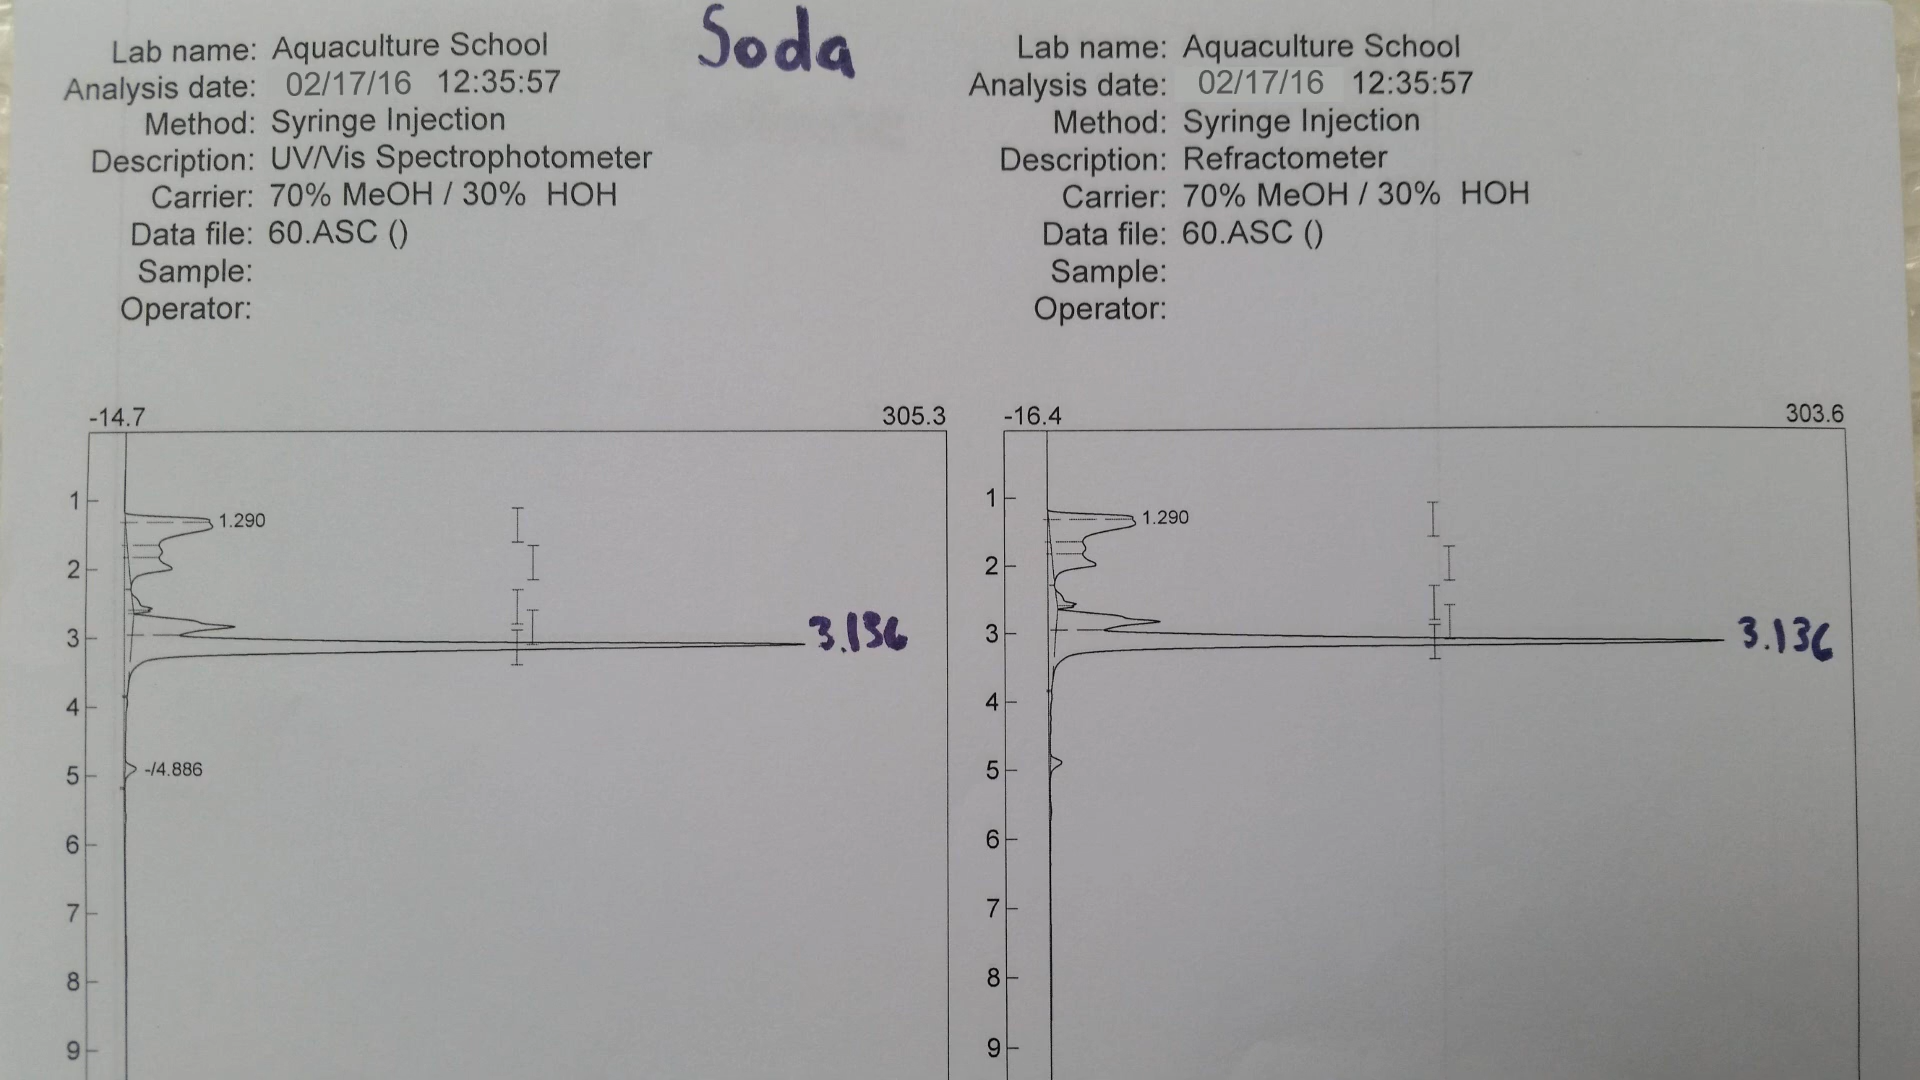 Soda
Lab name: Aquaculture School
Analysis date: 02/17/16 12:35:57
Method: Syringe Injection
Description: UV/Vis Spectrophotometer
Carrier: 70% MeOH / 30% HOH
Data file: 60.ASC ()
Sample:
Operator:
-14.7 305.3
1
1.290
2
3
3.136
4
5
-/4.886
6
7
8
9
Lab name: Aquaculture School
Analysis date: 02/17/16 12:35:57
Method: Syringe Injection
Description: Refractometer
Carrier: 70% MeOH / 30% HOH
Data file: 60.ASC ()
Sample:
Operator:
-16.4 303.6
1
1.290
2
3
3.136
4
5
6
7
8
9